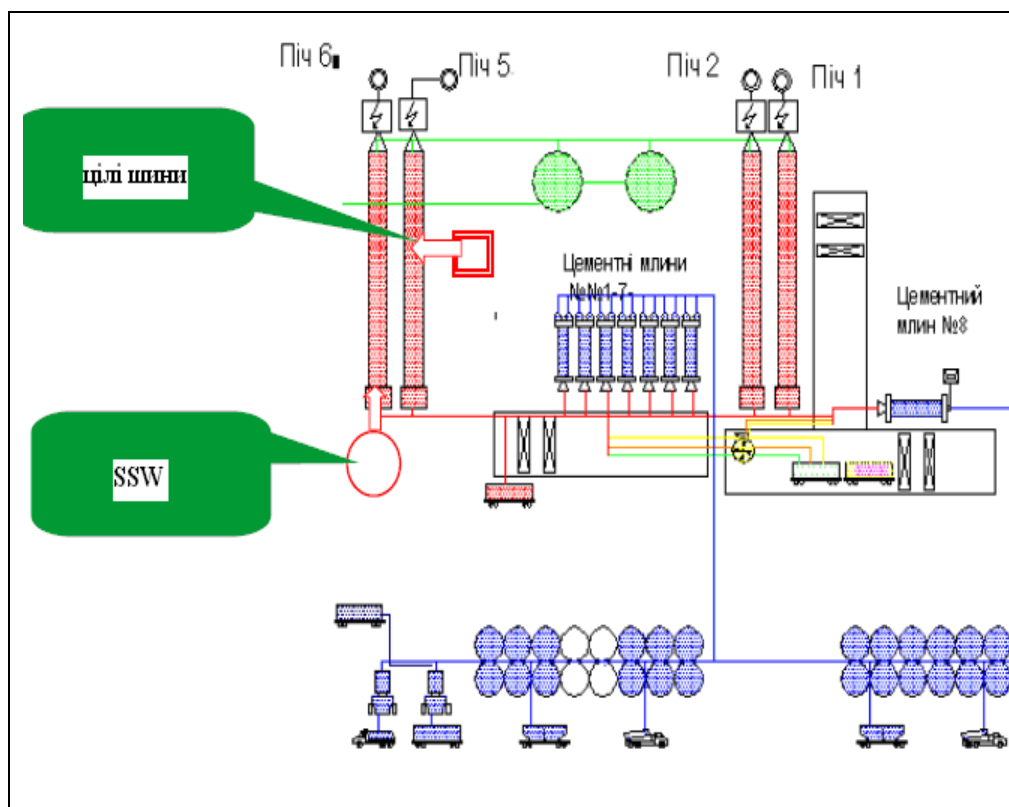 Піч 6
Піч 5
Піч 2
Піч 1
цілі шини
Цементні млини
№№1-7-
Цементний
млин №8
SSW